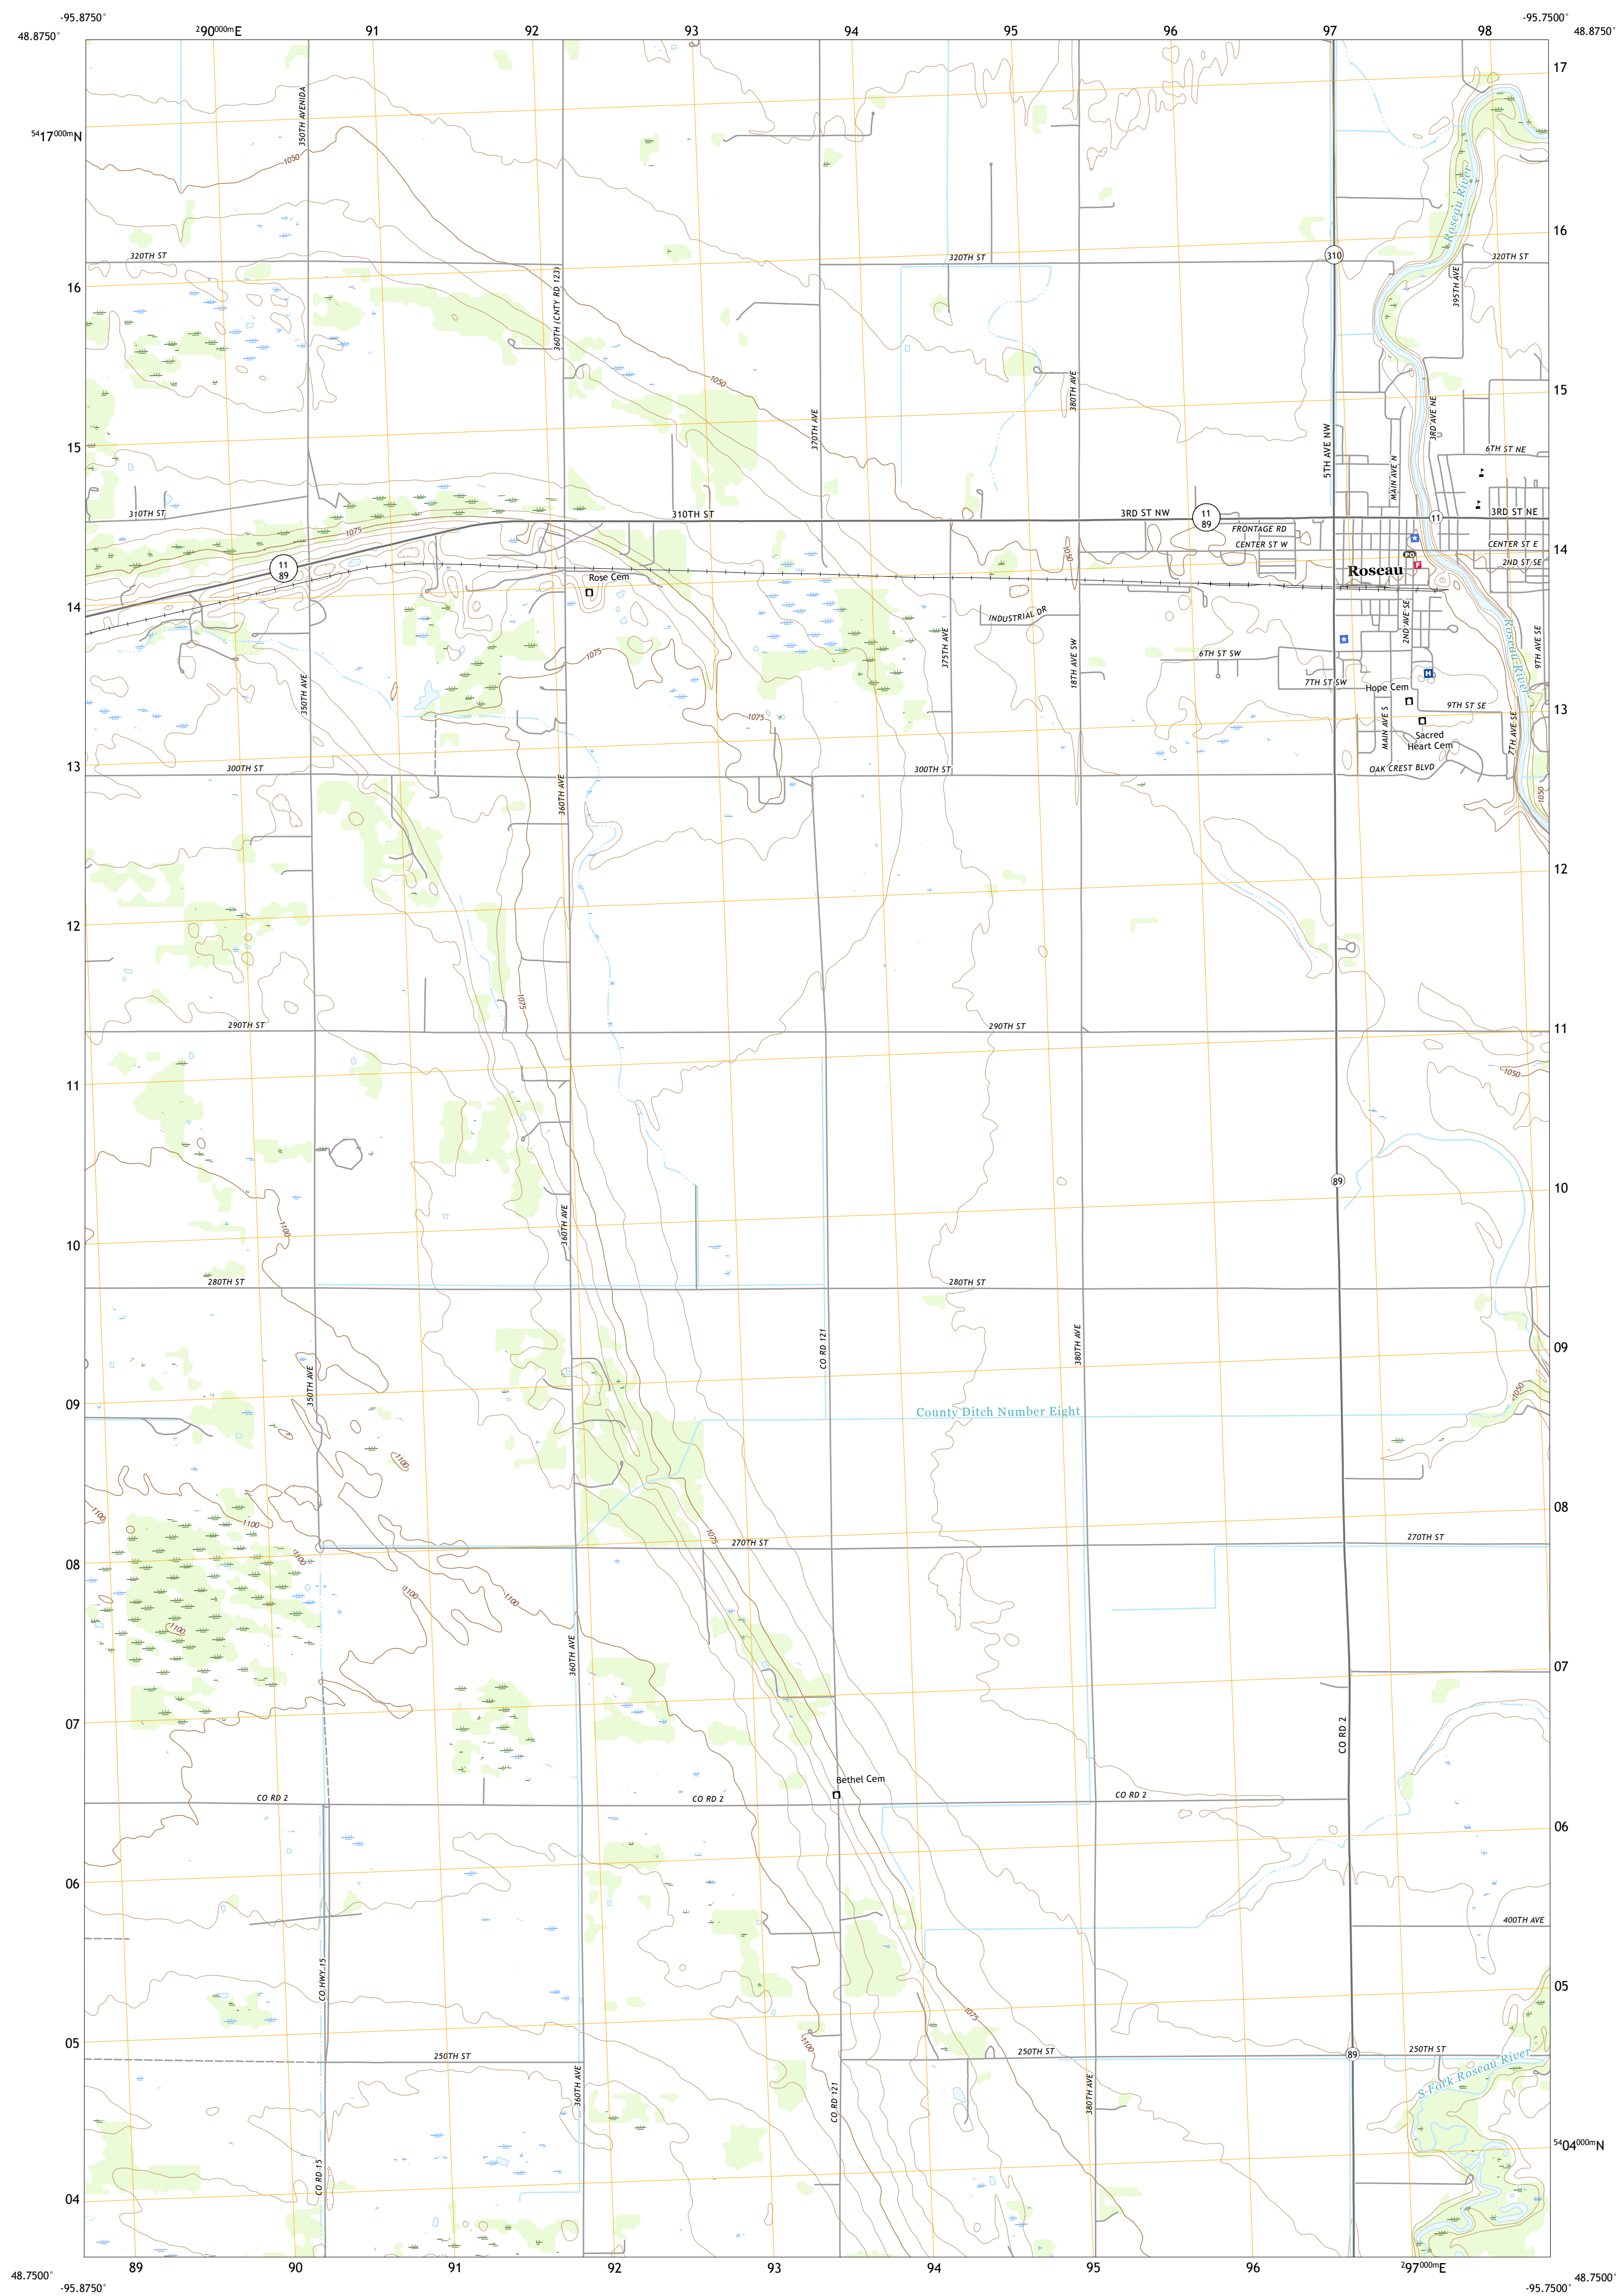 -95.8750°
-95.7500°
48.8750°
²90⁰⁰⁰ᵐE
91
92
93
94
95
96
97
98
48.8750°
17
⁵⁴17⁰⁰⁰ᵐN
350TH AVENIDA
1050
Roseau River
16
320TH ST
320TH ST
310
320TH ST
16
360TH (CNTY RD 123)
395TH AVE
1050
380TH AVE
15
370TH AVE
3RD AVE NE
5TH AVE NW
15
6TH ST NE
MAIN AVE N
310TH ST
310TH ST
3RD ST NW
11
89
11
3RD ST NE
1075
FRONTAGE RD
CENTER ST W
CENTER ST E
14
1050
11
89
Rose Cem
Roseau
2ND ST SE
14
INDUSTRIAL DR
2ND AVE SE
Roseau River
9TH AVE SE
375TH AVE
18TH AVE SW
1075
6TH ST SW
H
F
7TH ST SW
Hope Cem
350TH AVE
1075
9TH ST SE
13
MAIN AVE S
7TH AVE SE
Sacred
Heart Cem
13
300TH ST
300TH ST
OAK CREST BLVD
360TH AVE
1050
12
12
1075
290TH ST
290TH ST
11
11
1050
89
10
360TH AVE
1100
10
280TH ST
280TH ST
CO RD 121
380TH AVE
09
350TH AVE
1050
09
County Ditch Number Eight
1100
1100
1100
08
1075
270TH ST
270TH ST
1100
08
1100
1100
1100
360TH AVE
07
07
CO RD 2
Bethel Cem
CO RD 2
CO RD 2
CO RD 2
06
06
400TH AVE
CO HWY 15
05
1075
05
1100
250TH ST
250TH ST
89
250TH ST
S Fork Roseau River
360TH AVE
CO RD 121
380TH AVE
⁵⁴04⁰⁰⁰ᵐN
CO RD 15
04
48.7500°
89
90
91
92
93
94
95
96
²97⁰⁰⁰ᵐE
48.7500°
-95.8750°
-95.7500°